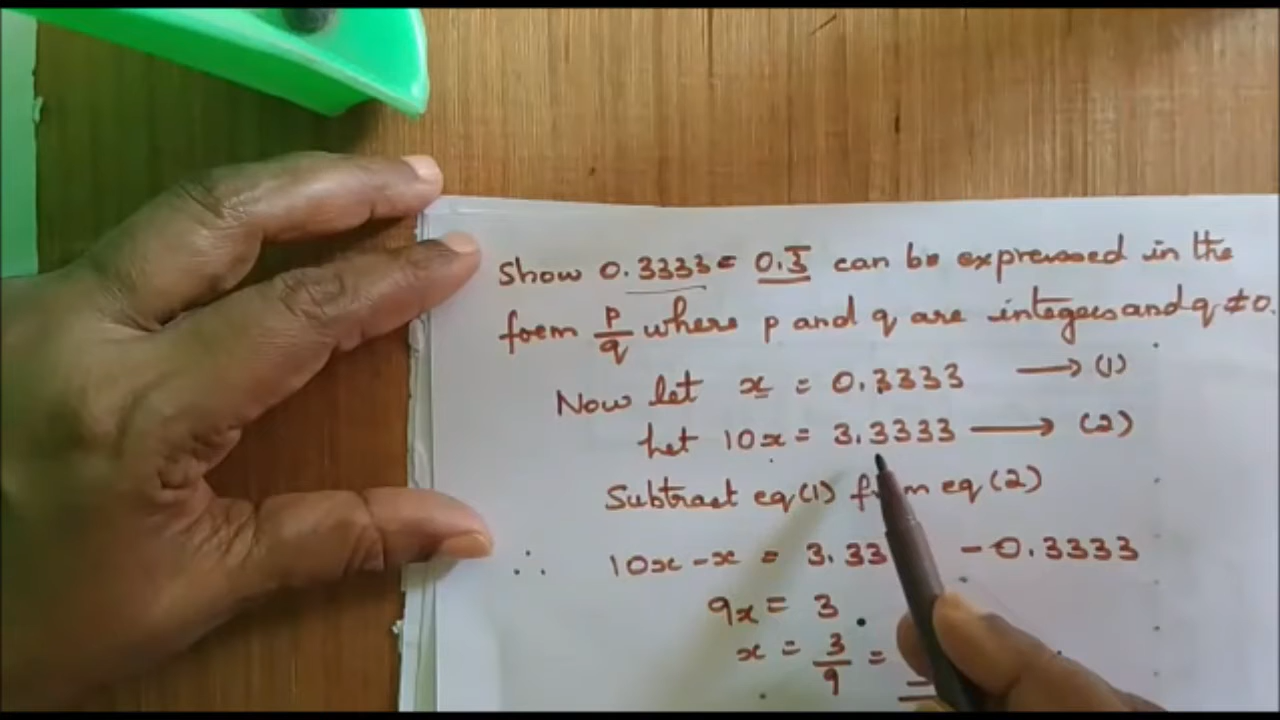 Show 0.3333 = 0.3̅ can be expressed in the
form p/q where p and q are integers and q ≠ 0.
Now let x = 0.3333 → (1)
Let 10x = 3.3333 → (2)
Subtract eq(1) eq(2)
∴ 10x - x = 3.33 - 0.3333
9x = 3
x = 3/9 =